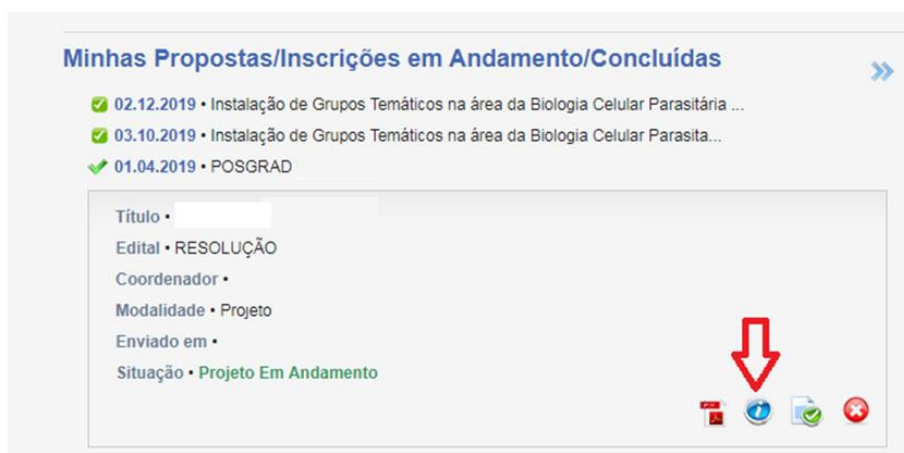 Minhas Propostas/Inscrições em Andamento/Concluídas
02.12.2019 • Instalação de Grupos Temáticos na área da Biologia Celular Parasitária ...
03.10.2019 • Instalação de Grupos Temáticos na área da Biologia Celular Parasita...
01.04.2019 • POSGRAD
Título •
Edital • RESOLUÇÃO
Coordenador •
Modalidade • Projeto
Enviado em •
Situação • Projeto Em Andamento